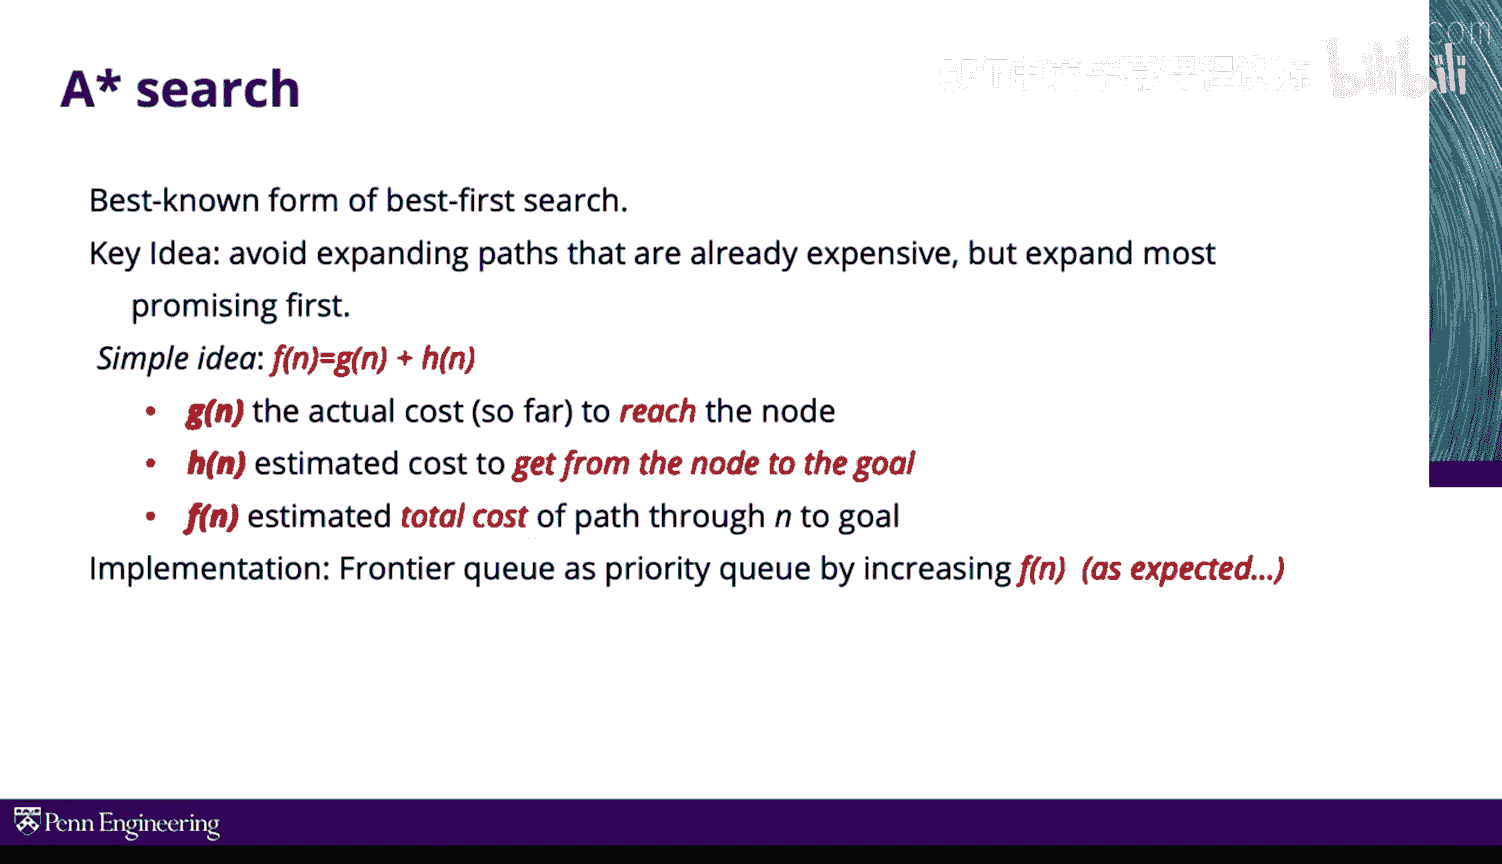 com
bilibili
A* search
Best-known form of best-first search.
Key Idea: avoid expanding paths that are already expensive, but expand most
promising first.
Simple idea: f(n)=g(n) + h(n)
• g(n) the actual cost (so far) to reach the node
• h(n) estimated cost to get from the node to the goal
• f(n) estimated total cost of path through n to goal
Implementation: Frontier queue as priority queue by increasing f(n) (as expected...)
Penn Engineering